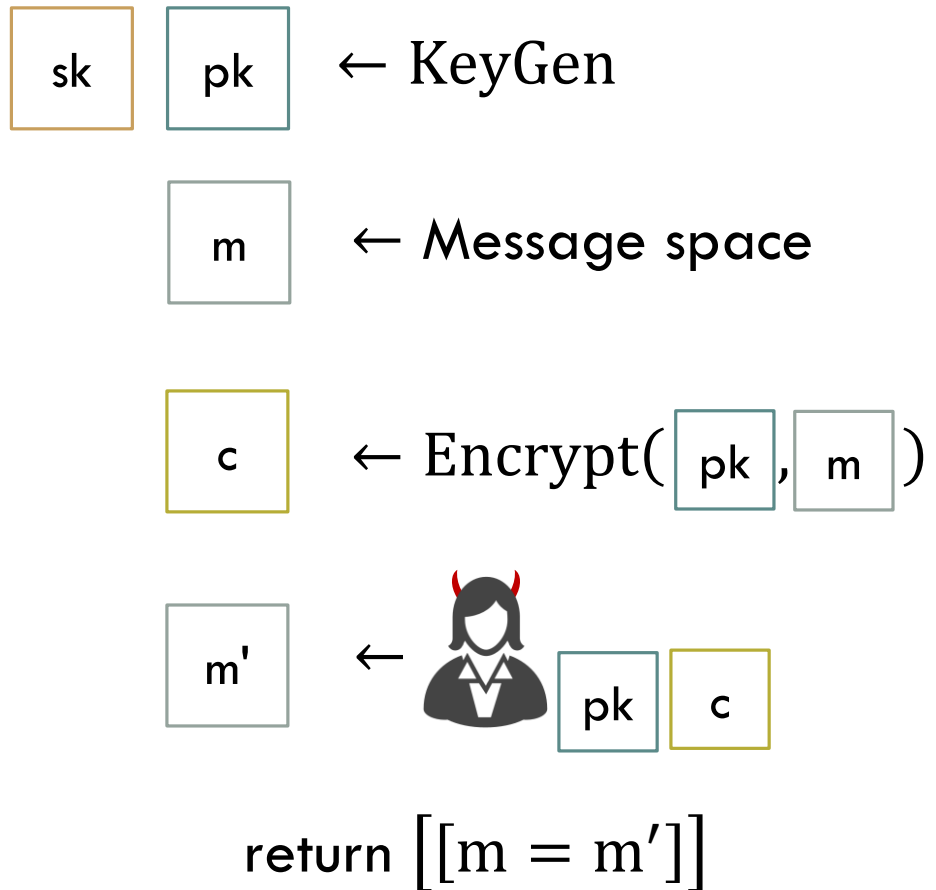 sk pk ← KeyGen
m ← Message space
c ← Encrypt( pk , m )
m' ← pk c
return [[m = m′]]